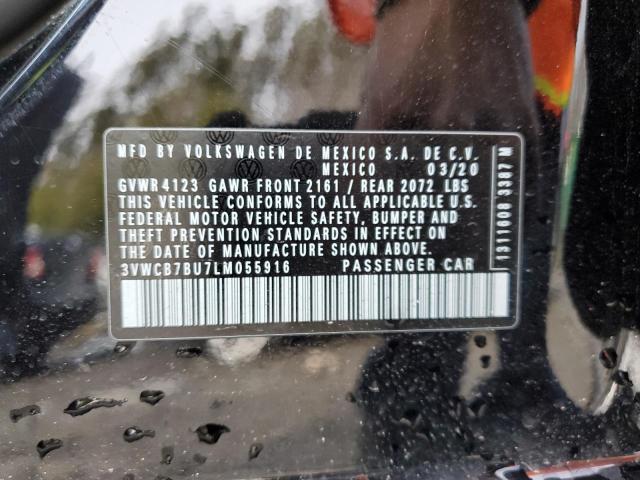 MFD BY VOLKSWAGEN DE MEXICO S.A. DE C.V.
MEXICO 03/20
GVWR 4123 GAWR FRONT 2161 / REAR 2072 LBS
THIS VEHICLE CONFORMS TO ALL APPLICABLE U.S.
FEDERAL MOTOR VEHICLE SAFETY, BUMPER AND
THEFT PREVENTION STANDARDS IN EFFECT ON
THE DATE OF MANUFACTURE SHOWN ABOVE.
3VWCB7BU7LM055916 PASSENGER CAR
1311608 3387 M